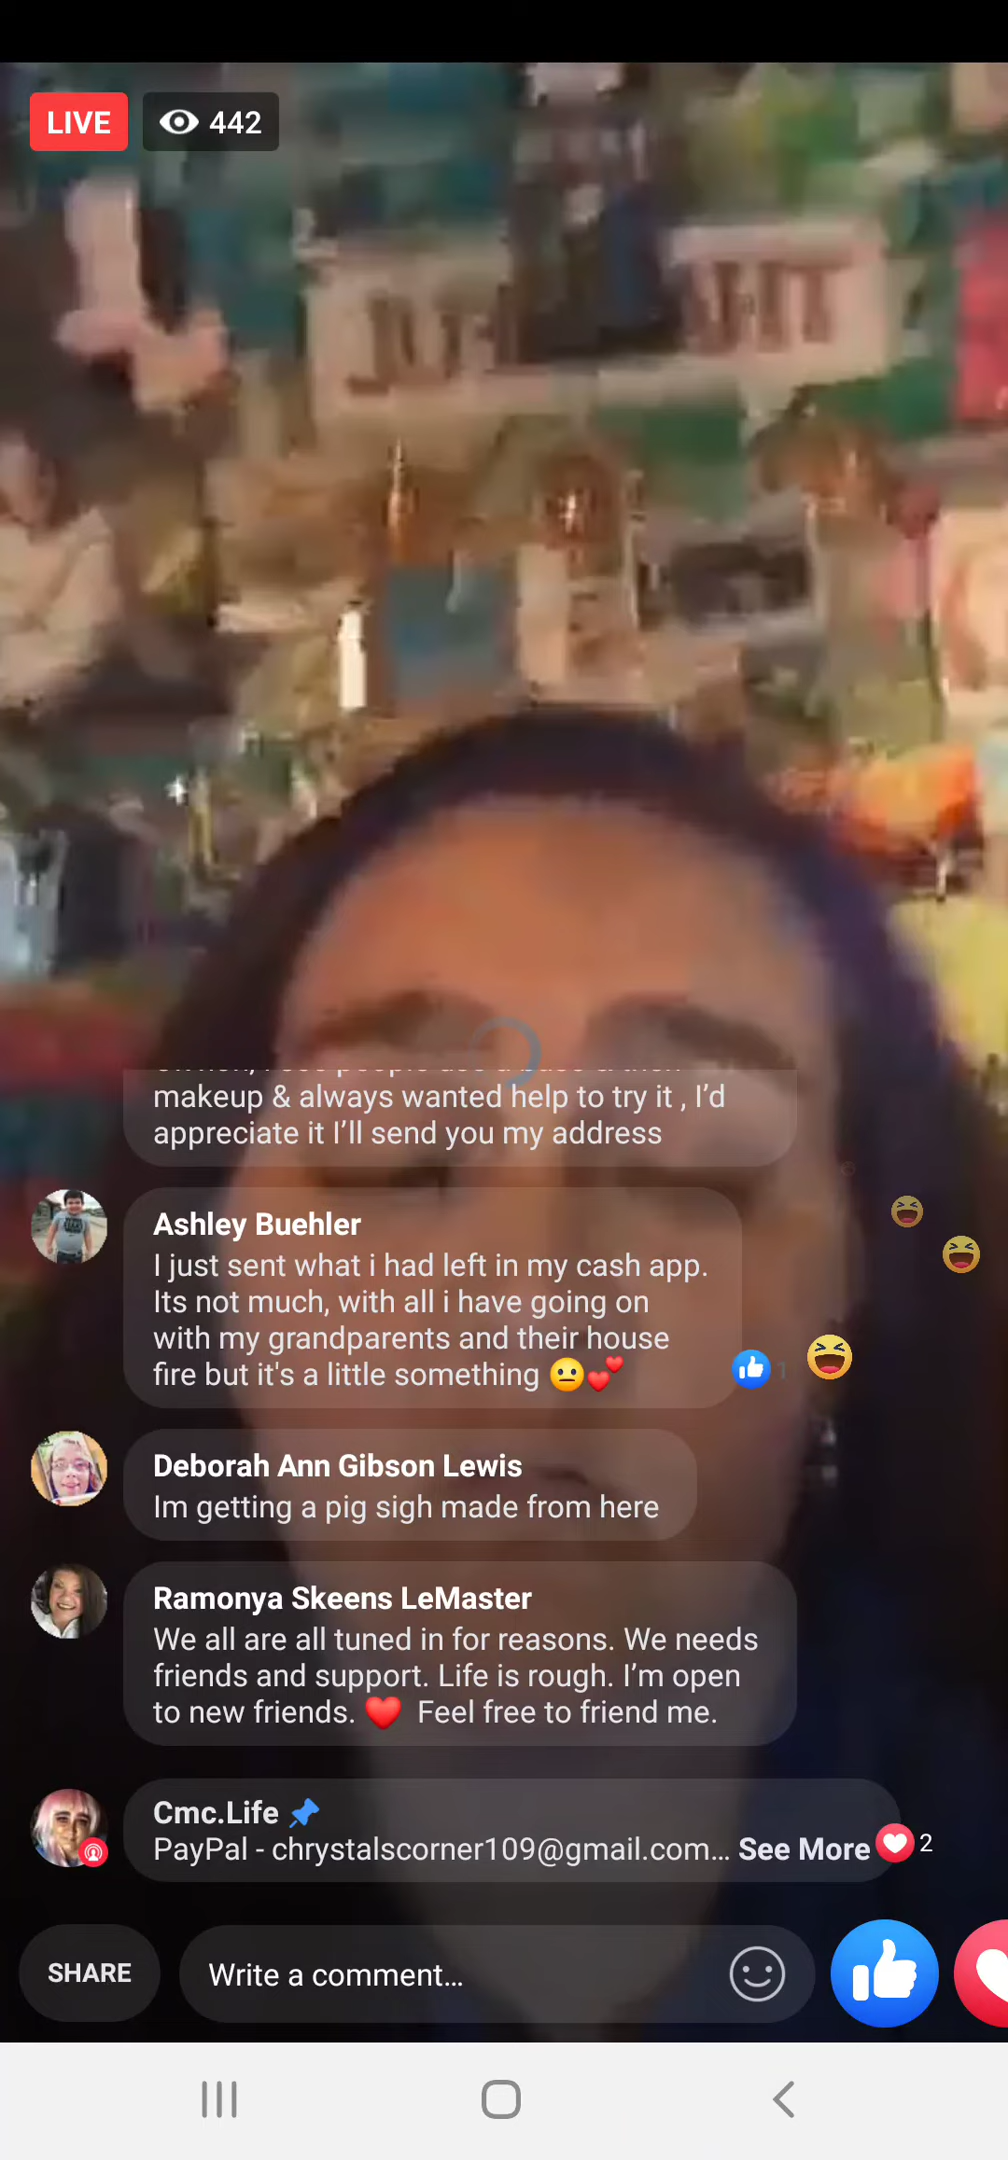 LIVE
442
makeup & always wanted help to try it , I'd
appreciate it I'll send you my address
Ashley Buehler
I just sent what i had left in my cash app.
Its not much, with all i have going on
with my grandparents and their house
fire but it's a little something 😐💕
1
Deborah Ann Gibson Lewis
Im getting a pig sigh made from here
Ramonya Skeens LeMaster
We all are all tuned in for reasons. We needs
friends and support. Life is rough. I'm open
to new friends. ❤️ Feel free to friend me.
Cmc.Life 📌
PayPal - chrystalscorner109@gmail.com... See More
2
SHARE
Write a comment...